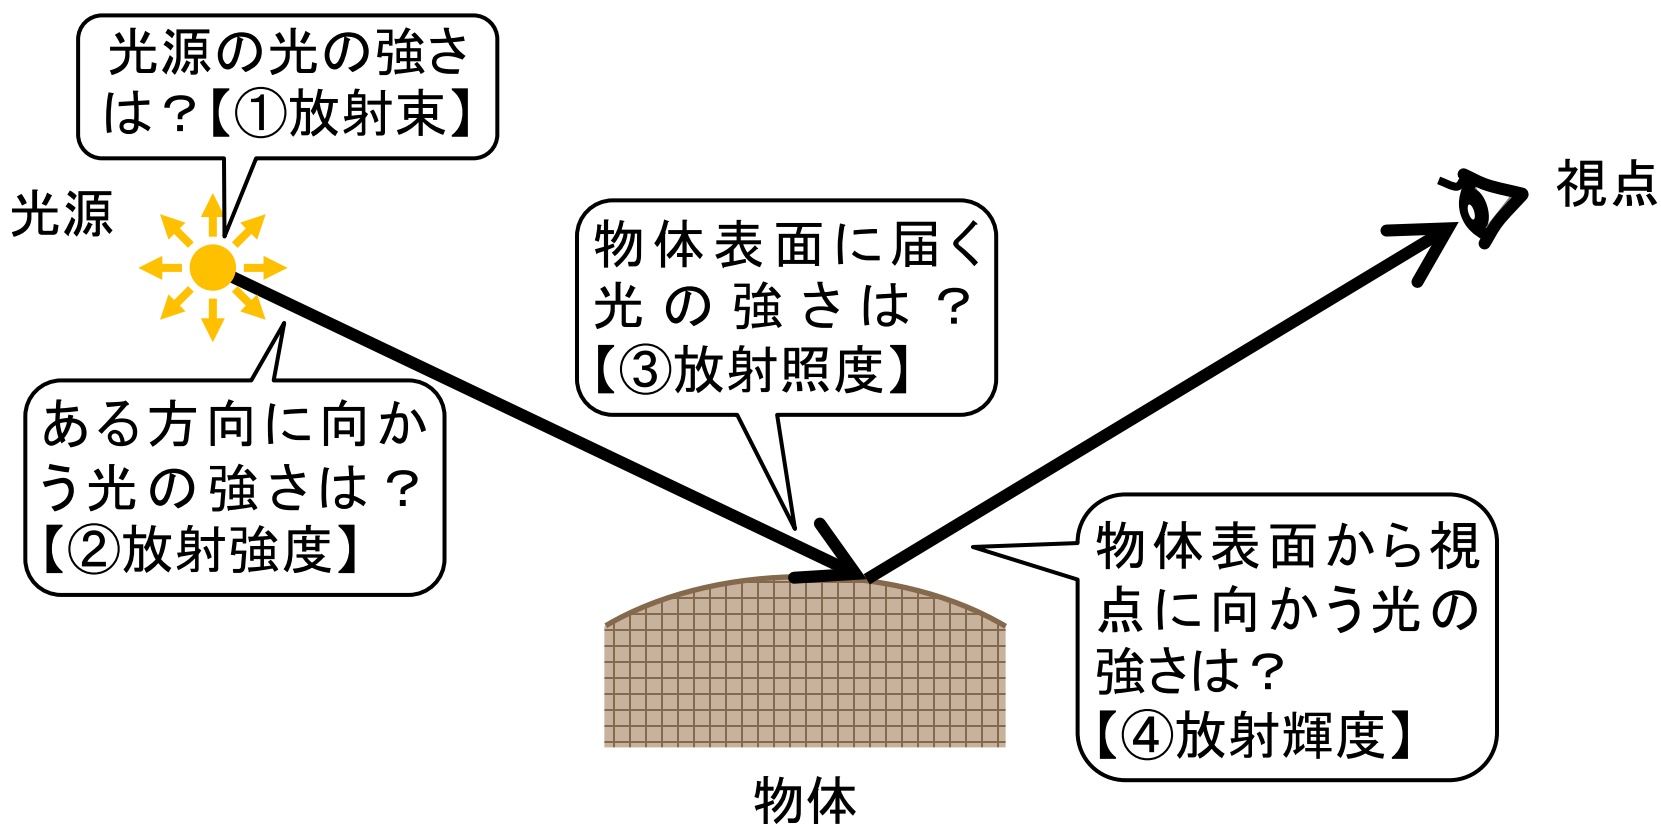 光源の光の強さ
は？【①放射束】
光源
視点
物体表面に届く
光の強さは？
【③放射照度】
ある方向に向か
う光の強さは？
【②放射強度】
物体表面から視
点に向かう光の
強さは？
【④放射輝度】
物体